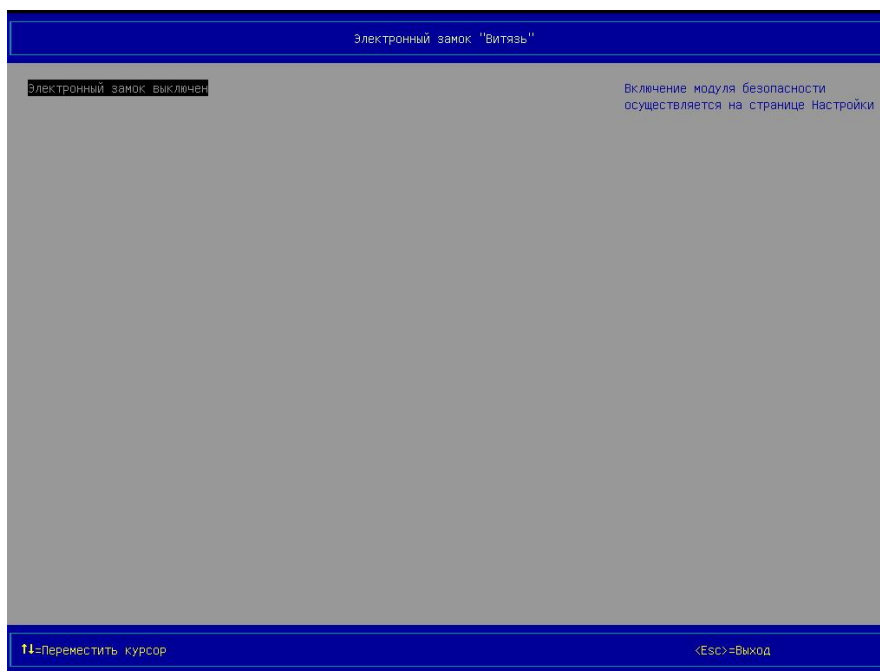 Электронный замок "Витязь"
Электронный замок выключен
Включение модуля безопасности
осуществляется на странице Настройки
↑↓=Переместить курсор
<Esc>=Выход